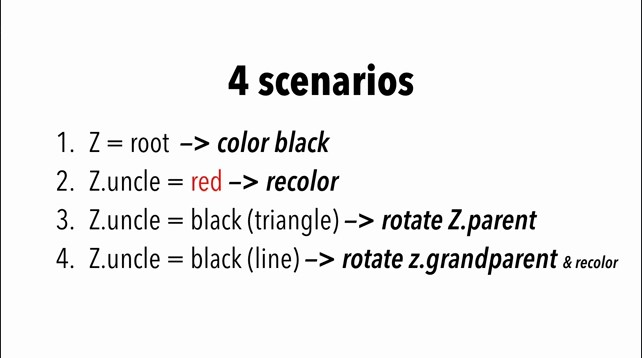 4 scenarios
1. Z = root –> color black
2. Z.uncle = red –> recolor
3. Z.uncle = black (triangle) –> rotate Z.parent
4. Z.uncle = black (line) –> rotate z.grandparent & recolor